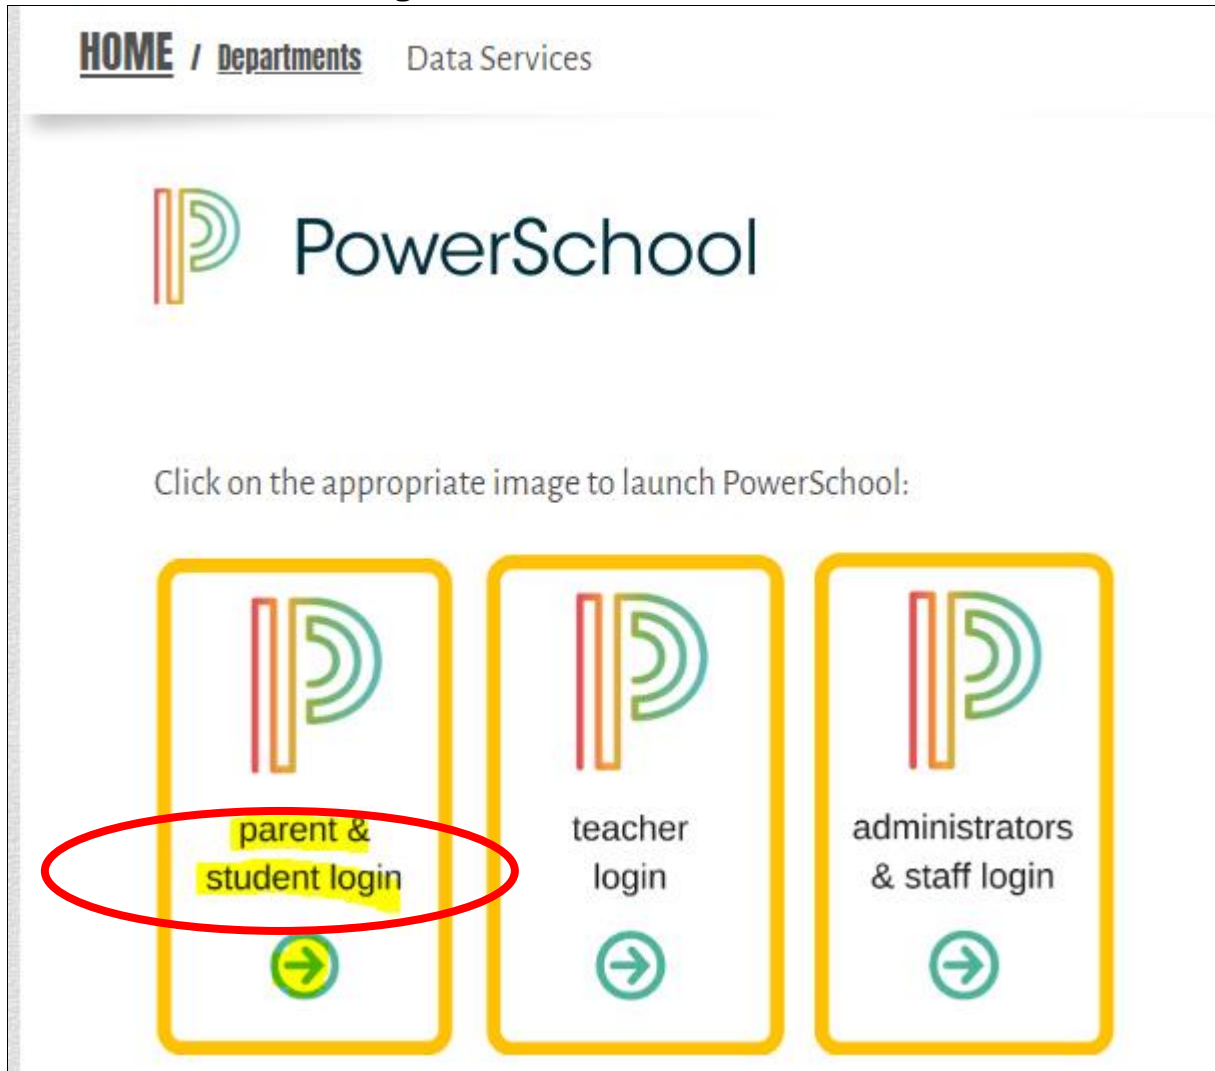 HOME / Departments Data Services
PowerSchool
Click on the appropriate image to launch PowerSchool:
parent &
student login
teacher
login
administrators
& staff login